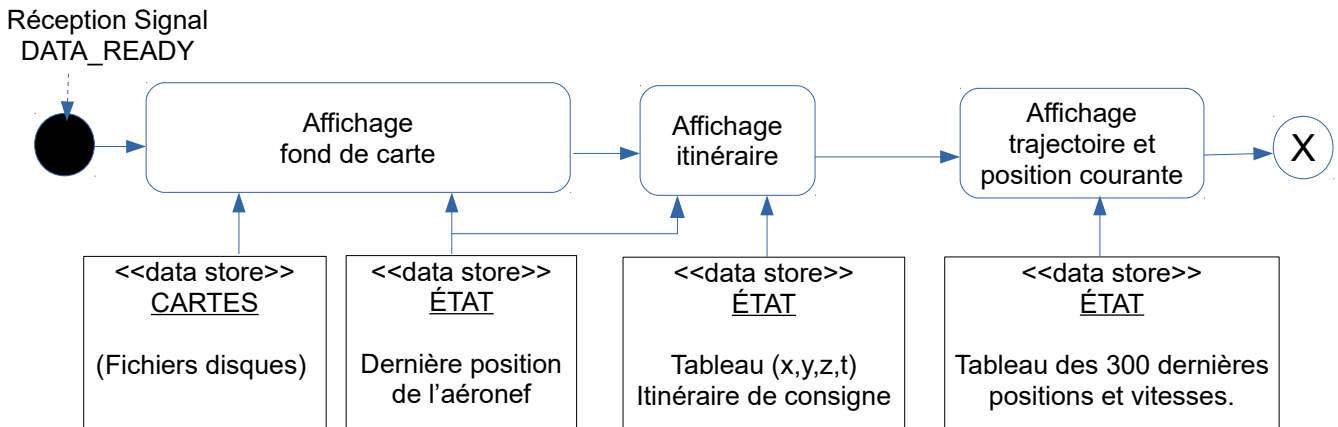 Réception Signal
DATA_READY
Affichage
fond de carte
Affichage
itinéraire
Affichage
trajectoire et
position courante
X
<<data store>>
CARTES
(Fichiers disques)
<<data store>>
ÉTAT
Dernière position
de l'aéronef
<<data store>>
ÉTAT
Tableau (x,y,z,t)
Itinéraire de consigne
<<data store>>
ÉTAT
Tableau des 300 dernières
positions et vitesses.